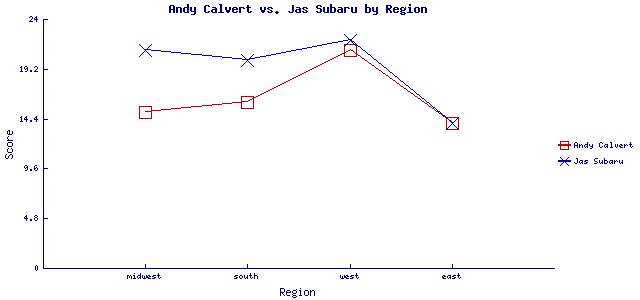 Andy Calvert vs. Jas Subaru by Region
24
19.2
14.4
9.6
4.8
0
Score
midwest south west east
Region
Andy Calvert
Jas Subaru